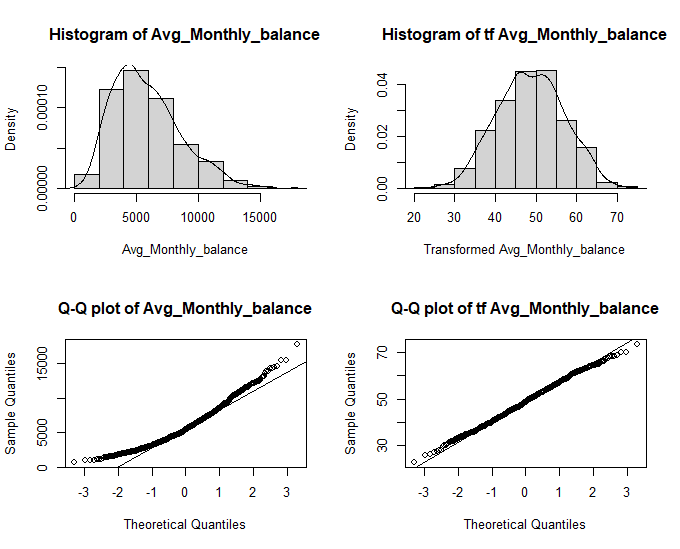 Histogram of Avg_Monthly_balance
Density
0.00000 0.00010
0 5000 10000 15000
Avg_Monthly_balance
Histogram of tf Avg_Monthly_balance
Density
0.00 0.02 0.04
20 30 40 50 60 70
Transformed Avg_Monthly_balance
Q-Q plot of Avg_Monthly_balance
Sample Quantiles
0 5000 15000
-3 -2 -1 0 1 2 3
Theoretical Quantiles
Q-Q plot of tf Avg_Monthly_balance
Sample Quantiles
30 50 70
-3 -2 -1 0 1 2 3
Theoretical Quantiles